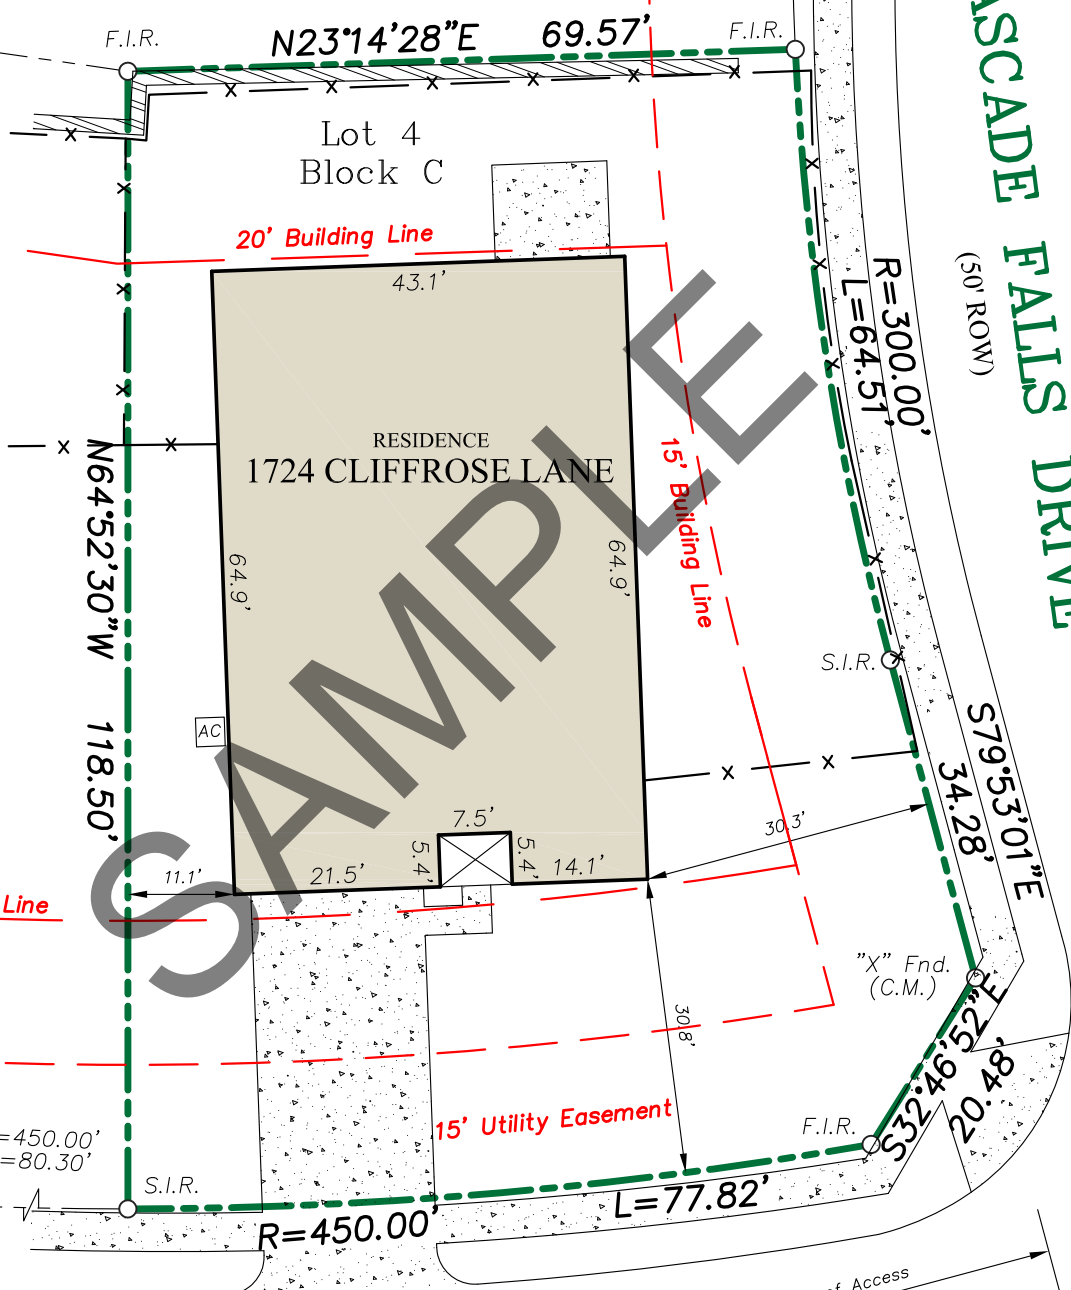 F.I.R.
N23°14'28"E 69.57'
F.I.R.
Lot 4
Block C
20' Building Line
43.1'
ASCADE FALLS DRIVE
(50' ROW)
R=300.00'
L=64.51'
RESIDENCE
1724 CLIFFROSE LANE
15' Building Line
N64°52'30"W 118.50'
64.9'
64.9'
SAMPLE
S.I.R.
AC
S79°53'01"E
34.28'
7.5'
5.4'
5.4'
30.3'
11.1'
21.5'
14.1'
Line
"X" Fnd.
(C.M.)
30.8'
S32°46'52"E
20.48'
15' Utility Easement
F.I.R.
=450.00'
=80.30'
S.I.R.
L=77.82'
R=450.00'
of Access